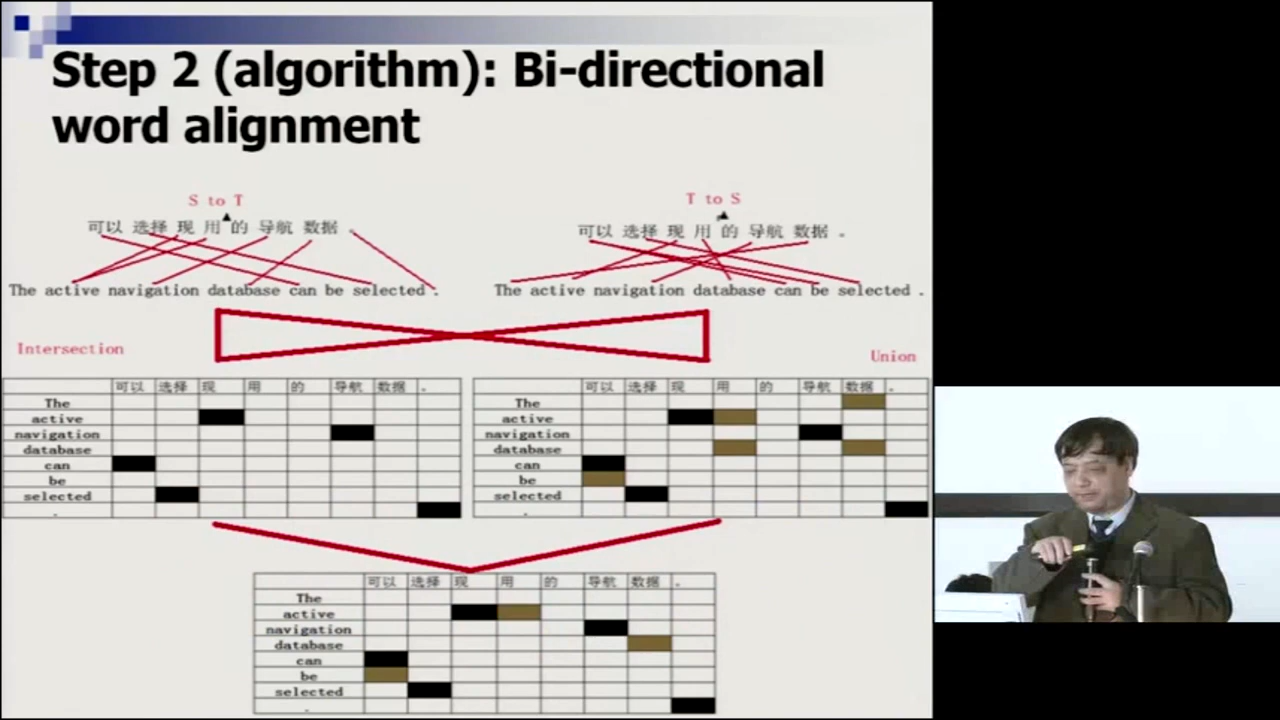 Step 2 (algorithm): Bi-directional
word alignment
S to T
可以 选择 现 用 的 导航 数据 。
The active navigation database can be selected .
T to S
可以 选择 现 用 的 导航 数据 。
The active navigation database can be selected .
Intersection
Union
可以 选择 现 用 的 导航 数据 。
The
active
navigation
database
can
be
selected
.
可以 选择 现 用 的 导航 数据 。
The
active
navigation
database
can
be
selected
.
可以 选择 现 用 的 导航 数据 。
The
active
navigation
database
can
be
selected
.